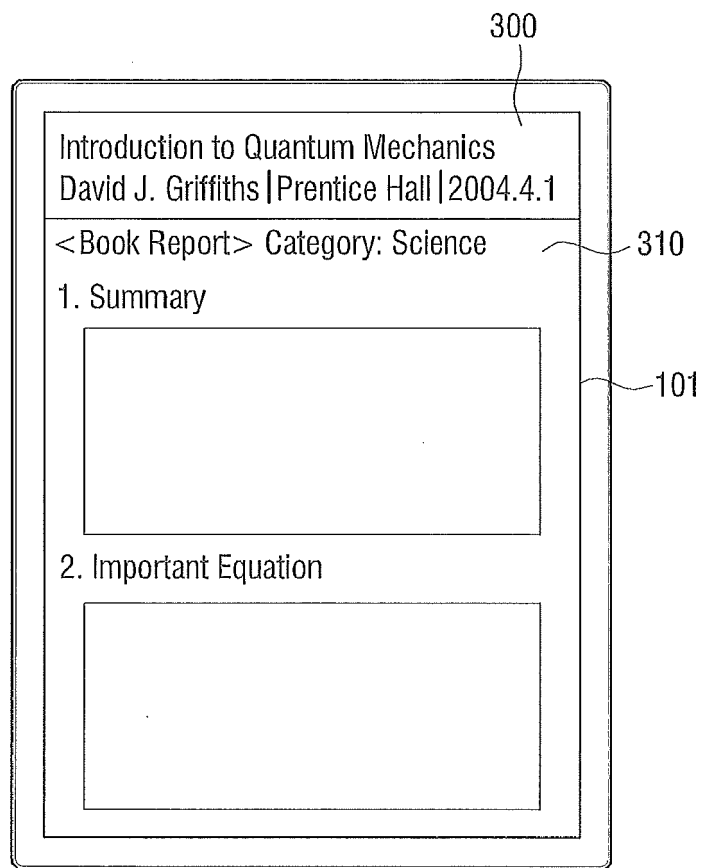 300
Introduction to Quantum Mechanics
David J. Griffiths|Prentice Hall|2004.4.1
<Book Report> Category: Science
310
1. Summary
101
2. Important Equation